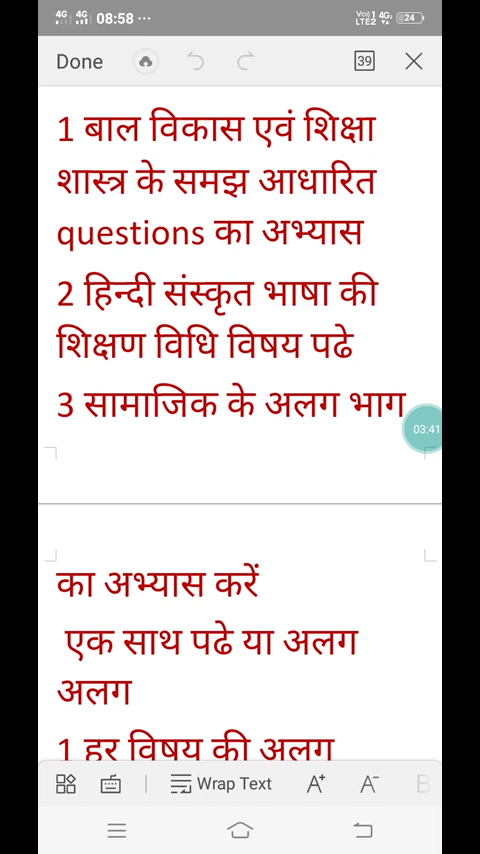 4G 4G 08:58 ... Vo) 1 4G LTE2 24
Done 39
1 बाल विकास एवं शिक्षा
शास्त्र के समझ आधारित
questions का अभ्यास
2 हिन्दी संस्कृत भाषा की
शिक्षण विधि विषय पढे
3 सामाजिक के अलग भाग
03:41
का अभ्यास करें
एक साथ पढे या अलग
अलग
1 हर विषय की अलग
Wrap Text A+ A- B